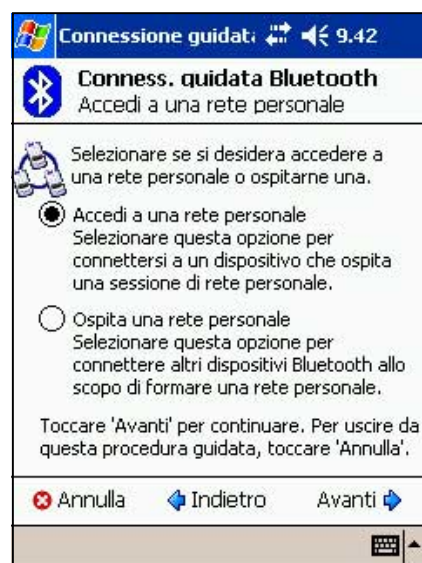 Connessione guidata 9.42
Conness. guidata Bluetooth
Accedi a una rete personale
Selezionare se si desidera accedere a
una rete personale o ospitarne una.
Accedi a una rete personale
Selezionare questa opzione per
connettersi a un dispositivo che ospita
una sessione di rete personale.
Ospita una rete personale
Selezionare questa opzione per
connettere altri dispositivi Bluetooth allo
scopo di formare una rete personale.
Toccare 'Avanti' per continuare. Per uscire da
questa procedura guidata, toccare 'Annulla'.
Annulla Indietro Avanti